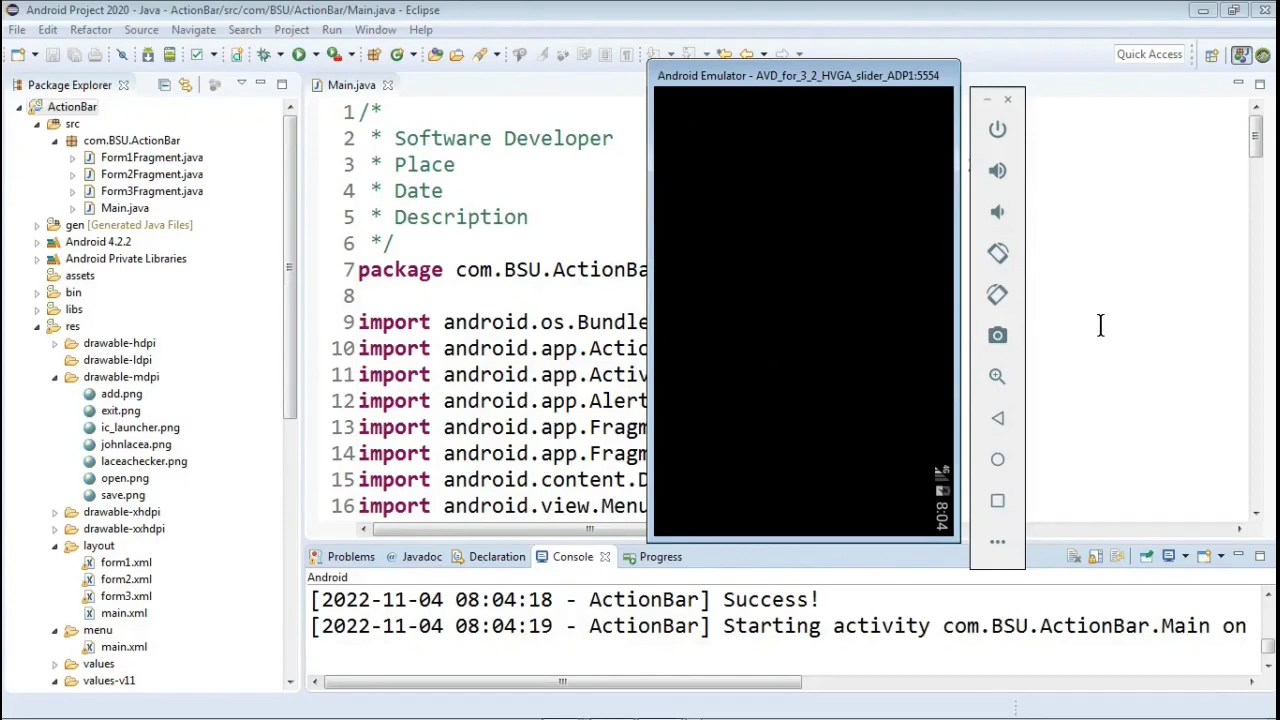 Android Project 2020 - Java - ActionBar/src/com/BSU/ActionBar/Main.java - Eclipse
File Edit Refactor Source Navigate Search Project Run Window Help
Quick Access
Package Explorer
ActionBar
src
com.BSU.ActionBar
Form1Fragment.java
Form2Fragment.java
Form3Fragment.java
Main.java
gen [Generated Java Files]
Android 4.2.2
Android Private Libraries
assets
bin
libs
res
drawable-hdpi
drawable-ldpi
drawable-mdpi
add.png
exit.png
ic_launcher.png
johnlacea.png
laceachecker.png
open.png
save.png
drawable-xhdpi
drawable-xxhdpi
layout
form1.xml
form2.xml
form3.xml
main.xml
menu
main.xml
values
values-v11
Main.java
1 /*
2 * Software Developer
3 * Place
4 * Date
5 * Description
6 */
7 package com.BSU.ActionBa
8
9 import android.os.Bundle
10 import android.app.Actio
11 import android.app.Activ
12 import android.app.Alert
13 import android.app.Fragm
14 import android.app.Fragm
15 import android.content.D
16 import android.view.Menu
Android Emulator - AVD_for_3_2_HVGA_slider_ADP1:5554
4G
8:04
Problems @ Javadoc Declaration Console Progress
Android
[2022-11-04 08:04:18 - ActionBar] Success!
[2022-11-04 08:04:19 - ActionBar] Starting activity com.BSU.ActionBar.Main on